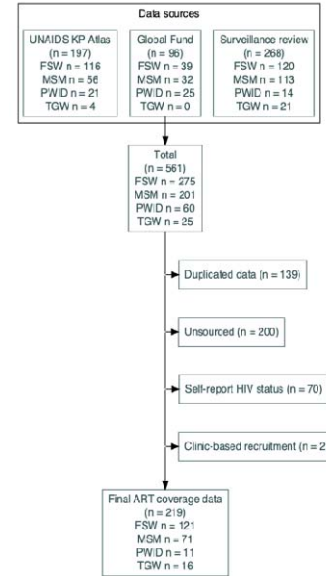 Data sources
UNAIDS KP Atlas
(n = 197)
FSW n = 116
MSM n = 56
PWID n = 21
TGW n = 4
Global Fund
(n = 96)
FSW n = 39
MSM n = 32
PWID n = 25
TGW n = 0
Surveillance review
(n = 268)
FSW n = 120
MSM n = 113
PWID n = 14
TGW n = 21
Total
(n = 561)
FSW n = 275
MSM n = 201
PWID n = 60
TGW n = 25
Duplicated data (n = 139)
Unsourced (n = 200)
Self-report HIV status (n = 70)
Clinic-based recruitment (n = 2
Final ART coverage data
(n = 219)
FSW n = 121
MSM n = 71
PWID n = 11
TGW n = 16